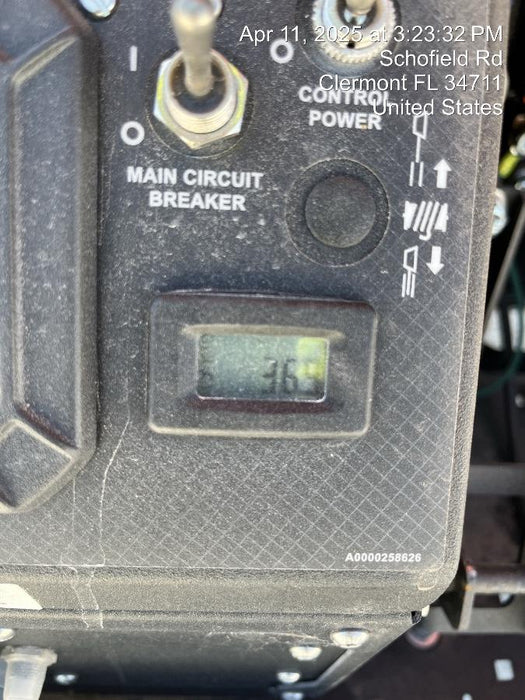 Apr 11, 2025 at 3:23:32 PM
Schofield Rd
Clermont FL 34711
United States
I
O
O
CONTROL
POWER
MAIN CIRCUIT
BREAKER
A0000258626